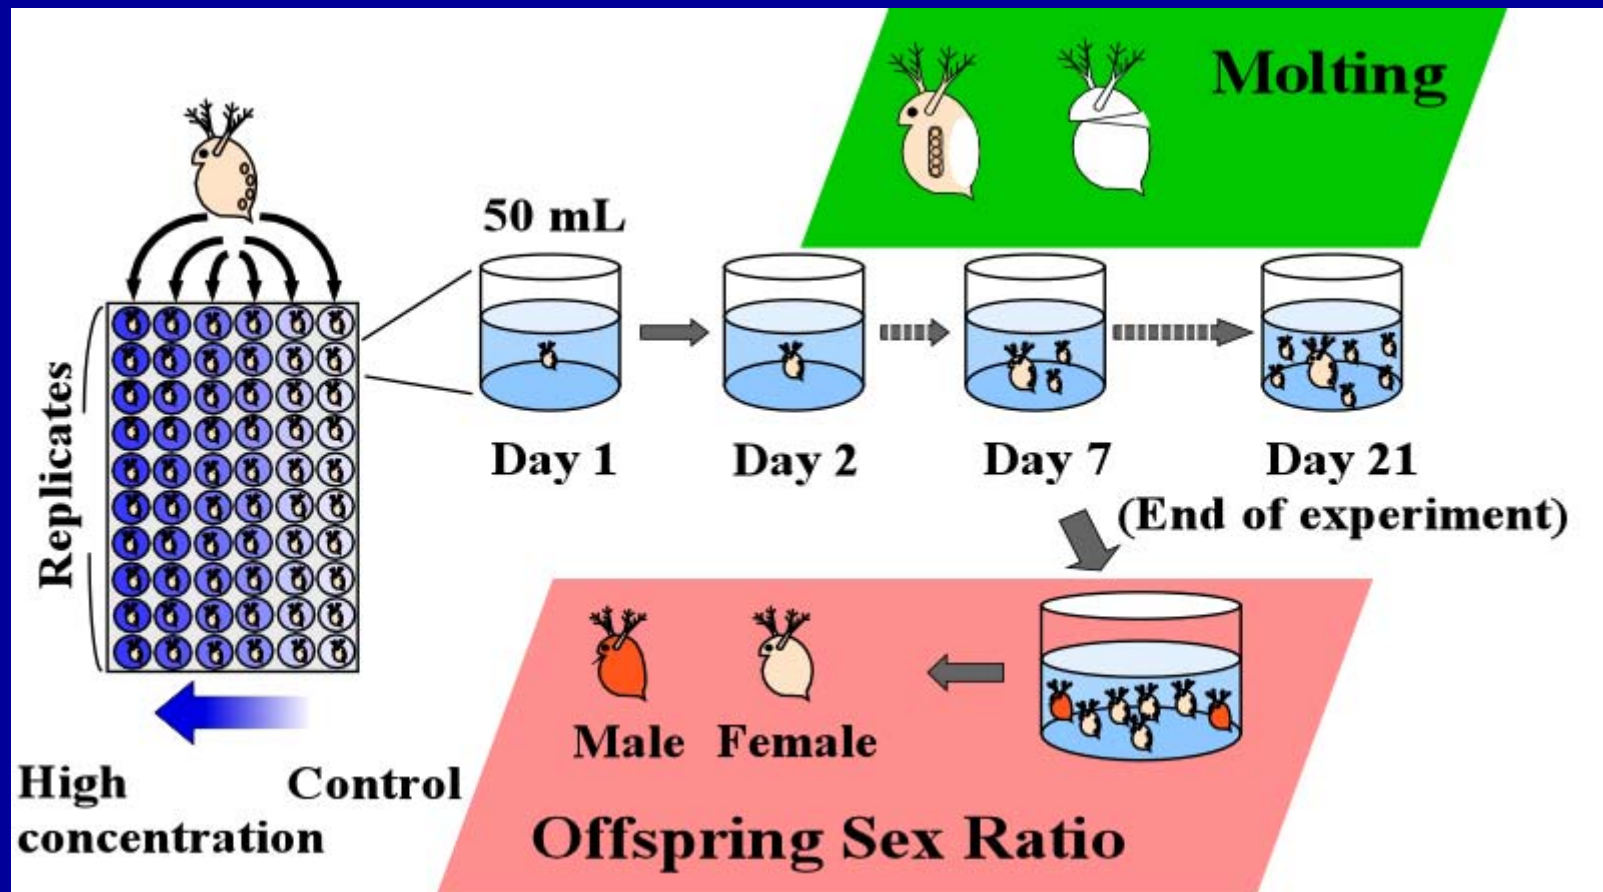 Molting
50 mL
Replicates
Day 1
Day 2
Day 7
Day 21
(End of experiment)
Male
Female
High
concentration
Control
Offspring Sex Ratio